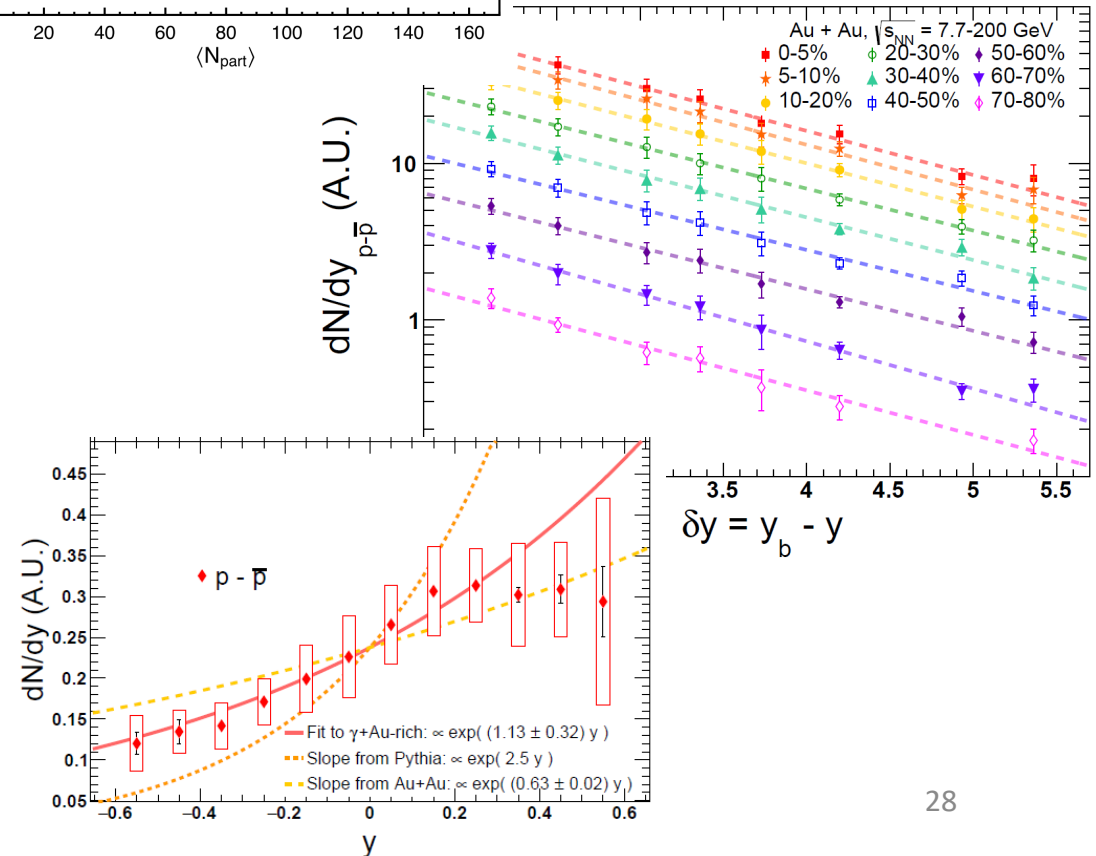 20 40 60 80 100 120 140 160
⟨N_part⟩
Au + Au, √s_NN = 7.7-200 GeV
0-5% 20-30% 50-60%
5-10% 30-40% 60-70%
10-20% 40-50% 70-80%
dN/dy p-p̅ (A.U.)
10
1
3.5 4 4.5 5 5.5
δy = y_b - y
dN/dy (A.U.)
0.45
0.4
0.35
0.3
0.25
0.2
0.15
0.1
0.05
p - p̅
Fit to γ+Au-rich: ∝ exp( (1.13 ± 0.32) y )
Slope from Pythia: ∝ exp( 2.5 y )
Slope from Au+Au: ∝ exp( (0.63 ± 0.02) y )
−0.6 −0.4 −0.2 0 0.2 0.4 0.6
y
28